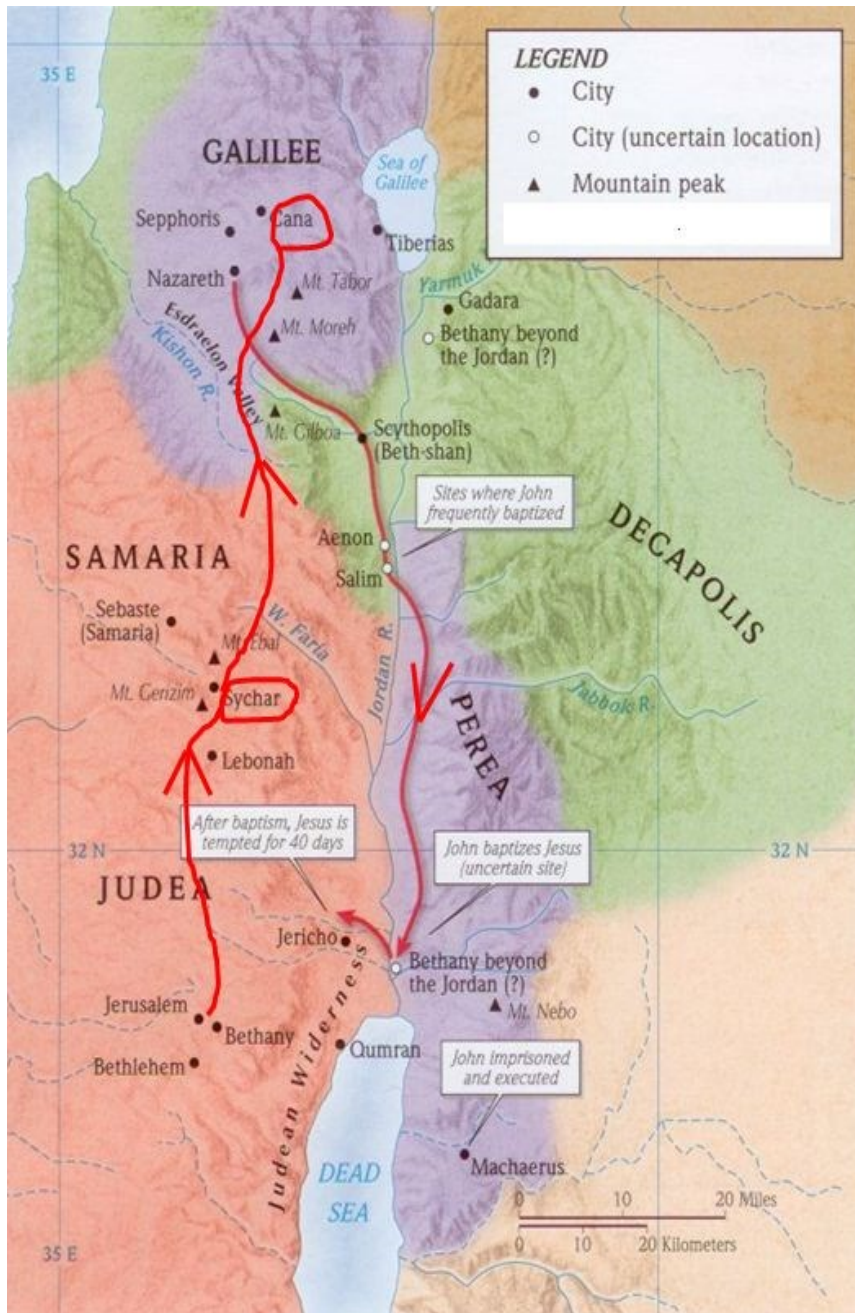 35 E
LEGEND
City
City (uncertain location)
Mountain peak
GALILEE
Sea of
Galilee
Sepphoris
Cana
Tiberias
Nazareth
Mt. Tabor
Yarmuk
Gadara
Mt. Moreh
Bethany beyond
the Jordan (?)
Esdraelon Valley
Kishon R.
Mt. Gilboa
Scythopolis
(Beth-shan)
Sites where John
frequently baptized
DECAPOLIS
Aenon
Salim
SAMARIA
Sebaste
(Samaria)
Mt. Ebal
W. Faria
Jordan R.
Mt. Gerizim
Sychar
Jabbok R.
PEREA
Lebonah
After baptism, Jesus is
tempted for 40 days
32 N
32 N
John baptizes Jesus
(uncertain site)
JUDEA
Jericho
Bethany beyond
the Jordan (?)
Mt. Nebo
Jerusalem
Bethany
Bethlehem
Qumran
Judean Widerness
John imprisoned
and executed
Machaerus
DEAD
SEA
0 10 20 Miles
0 10 20 Kilometers
35 E